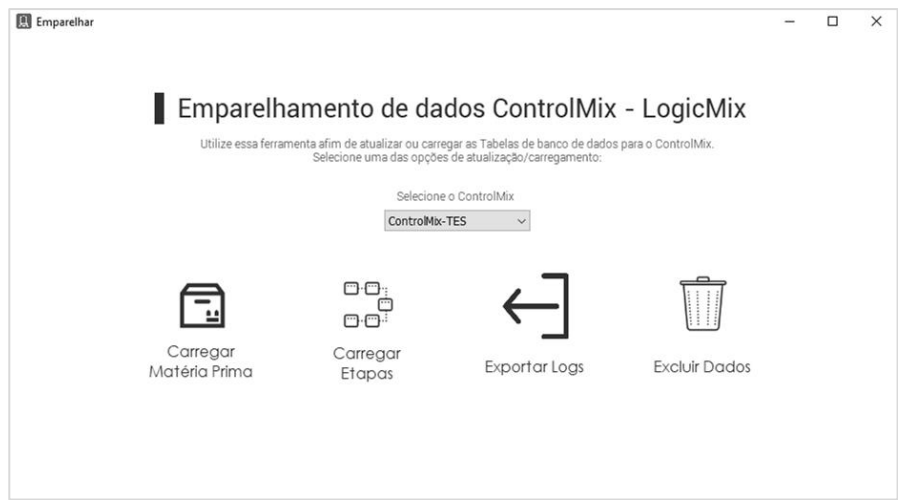 Emparelhar
Emparelhamento de dados ControlMix - LogicMix
Utilize essa ferramenta afim de atualizar ou carregar as Tabelas de banco de dados para o ControlMix.
Selecione uma das opções de atualização/carregamento:
Selecione o ControlMix
ControlMix-TES
Carregar
Matéria Prima
Carregar
Etapas
Exportar Logs
Excluir Dados